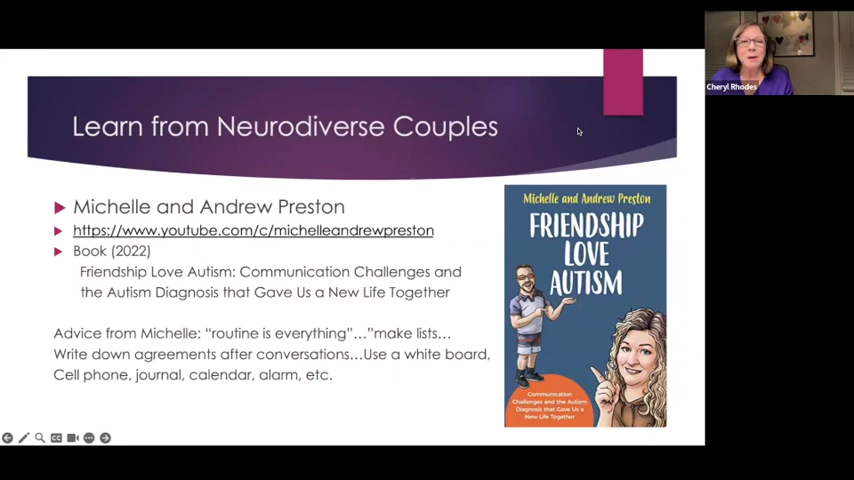 Learn from Neurodiverse Couples
Michelle and Andrew Preston
https://www.youtube.com/c/michelleandrewpreston
Book (2022)
Friendship Love Autism: Communication Challenges and
the Autism Diagnosis that Gave Us a New Life Together
Advice from Michelle: “routine is everything”…”make lists…
Write down agreements after conversations…Use a white board,
Cell phone, journal, calendar, alarm, etc.
Michelle and Andrew Preston
FRIENDSHIP
LOVE
AUTISM
Communication
Challenges and the Autism
Diagnosis that Gave Us a
New Life Together
Cheryl Rhodes
CC